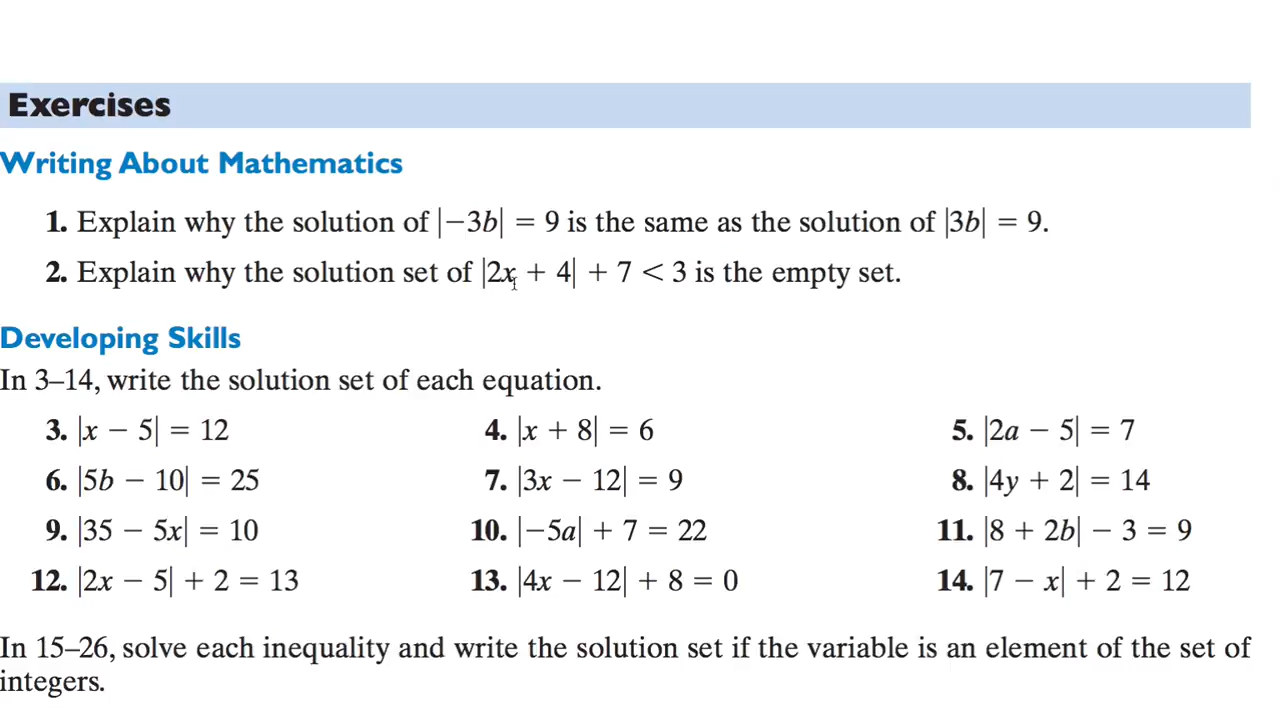 Exercises
Writing About Mathematics
1. Explain why the solution of |−3b| = 9 is the same as the solution of |3b| = 9.
2. Explain why the solution set of |2x + 4| + 7 < 3 is the empty set.
Developing Skills
In 3–14, write the solution set of each equation.
3. |x − 5| = 12 4. |x + 8| = 6 5. |2a − 5| = 7
6. |5b − 10| = 25 7. |3x − 12| = 9 8. |4y + 2| = 14
9. |35 − 5x| = 10 10. |−5a| + 7 = 22 11. |8 + 2b| − 3 = 9
12. |2x − 5| + 2 = 13 13. |4x − 12| + 8 = 0 14. |7 − x| + 2 = 12
In 15–26, solve each inequality and write the solution set if the variable is an element of the set of
integers.